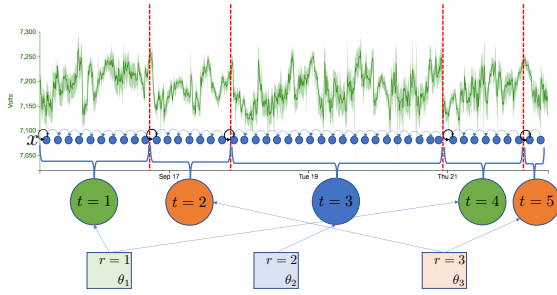 7,300
7,250
7,200
7,150
7,100
7,050
Volts
x
Sep 17
Tue 19
Thu 21
t = 1
t = 2
t = 3
t = 4
t = 5
r = 1
θ₁
r = 2
θ₂
r = 3
θ₃